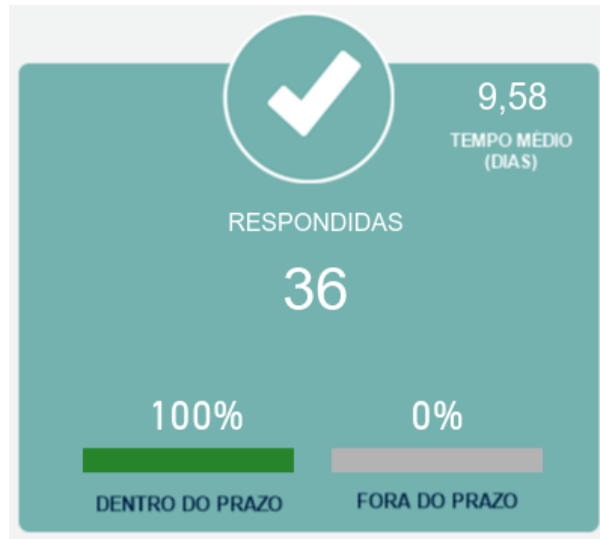 9,58
TEMPO MÉDIO
(DIAS)
RESPONDIDAS
36
100%
0%
DENTRO DO PRAZO
FORA DO PRAZO